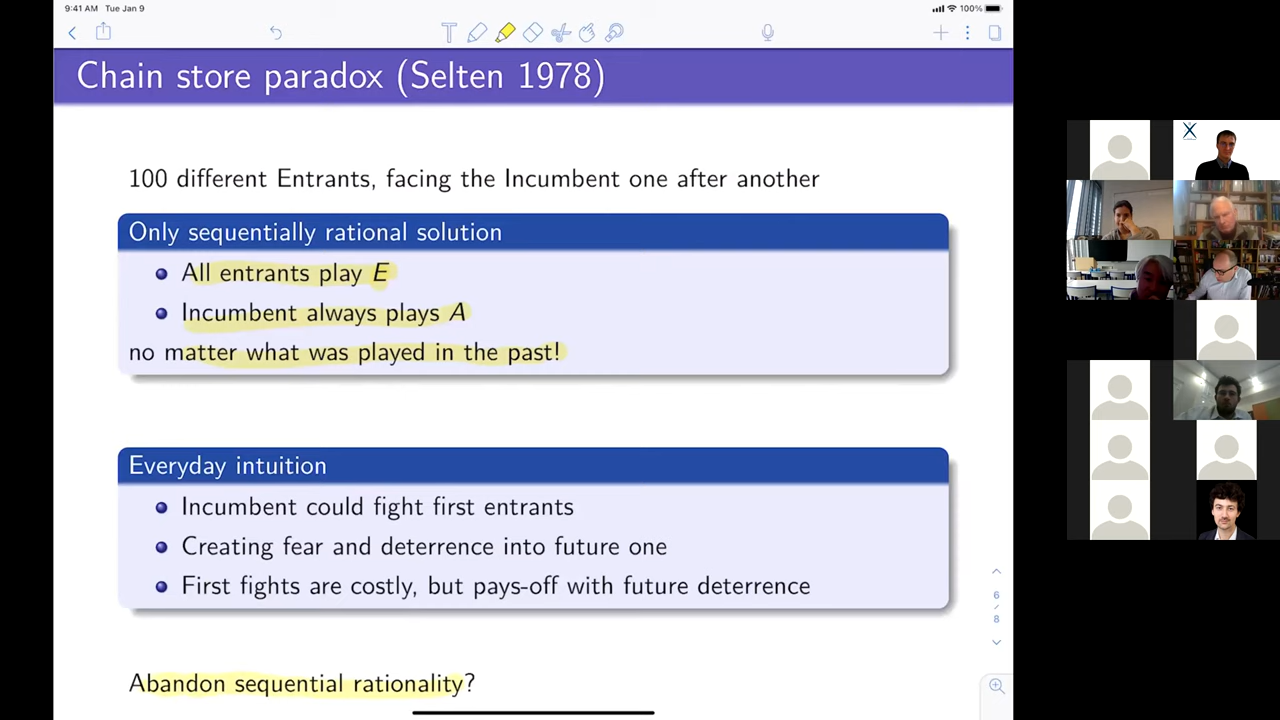 9:41 AM Tue Jan 9
100%
Chain store paradox (Selten 1978)
100 different Entrants, facing the Incumbent one after another
Only sequentially rational solution
All entrants play E
Incumbent always plays A
no matter what was played in the past!
Everyday intuition
Incumbent could fight first entrants
Creating fear and deterrence into future one
First fights are costly, but pays-off with future deterrence
6
/
8
Abandon sequential rationality?